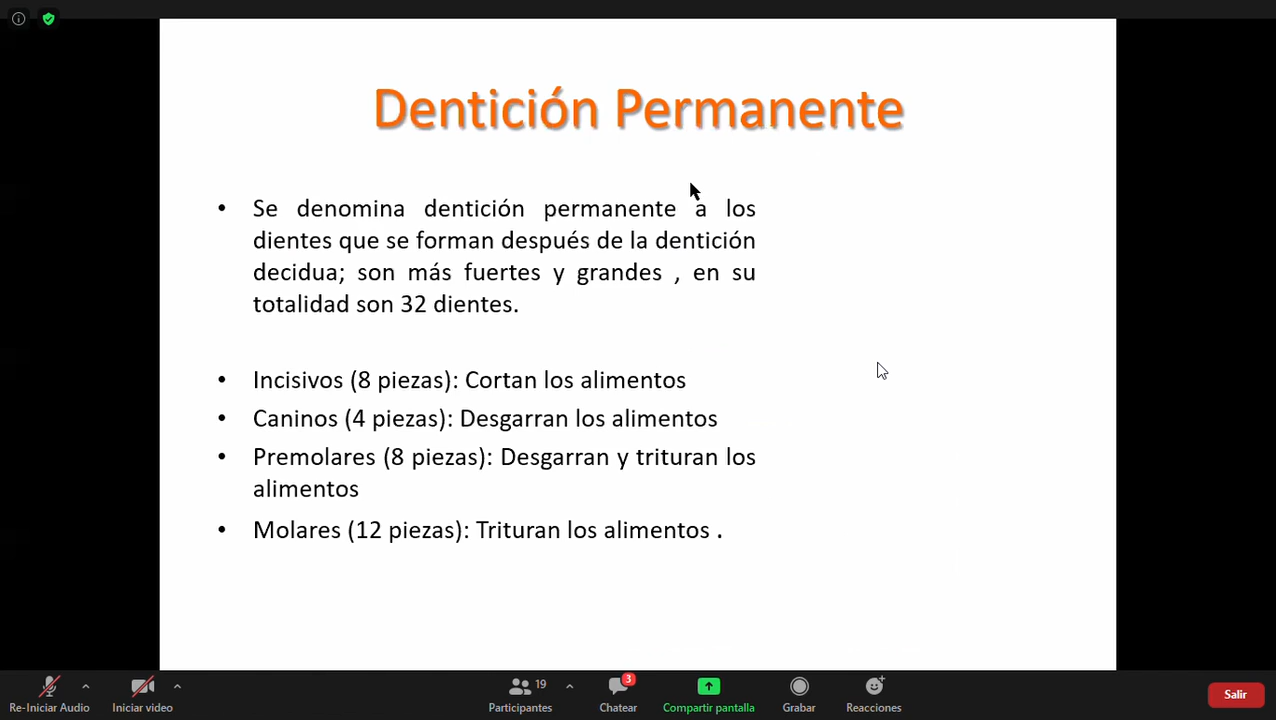 Dentición Permanente
• Se denomina dentición permanente a los
dientes que se forman después de la dentición
decidua; son más fuertes y grandes , en su
totalidad son 32 dientes.
• Incisivos (8 piezas): Cortan los alimentos
• Caninos (4 piezas): Desgarran los alimentos
• Premolares (8 piezas): Desgarran y trituran los
alimentos
• Molares (12 piezas): Trituran los alimentos .
19
3
Re-Iniciar Audio
Iniciar video
Participantes
Chatear
Compartir pantalla
Grabar
Reacciones
Salir